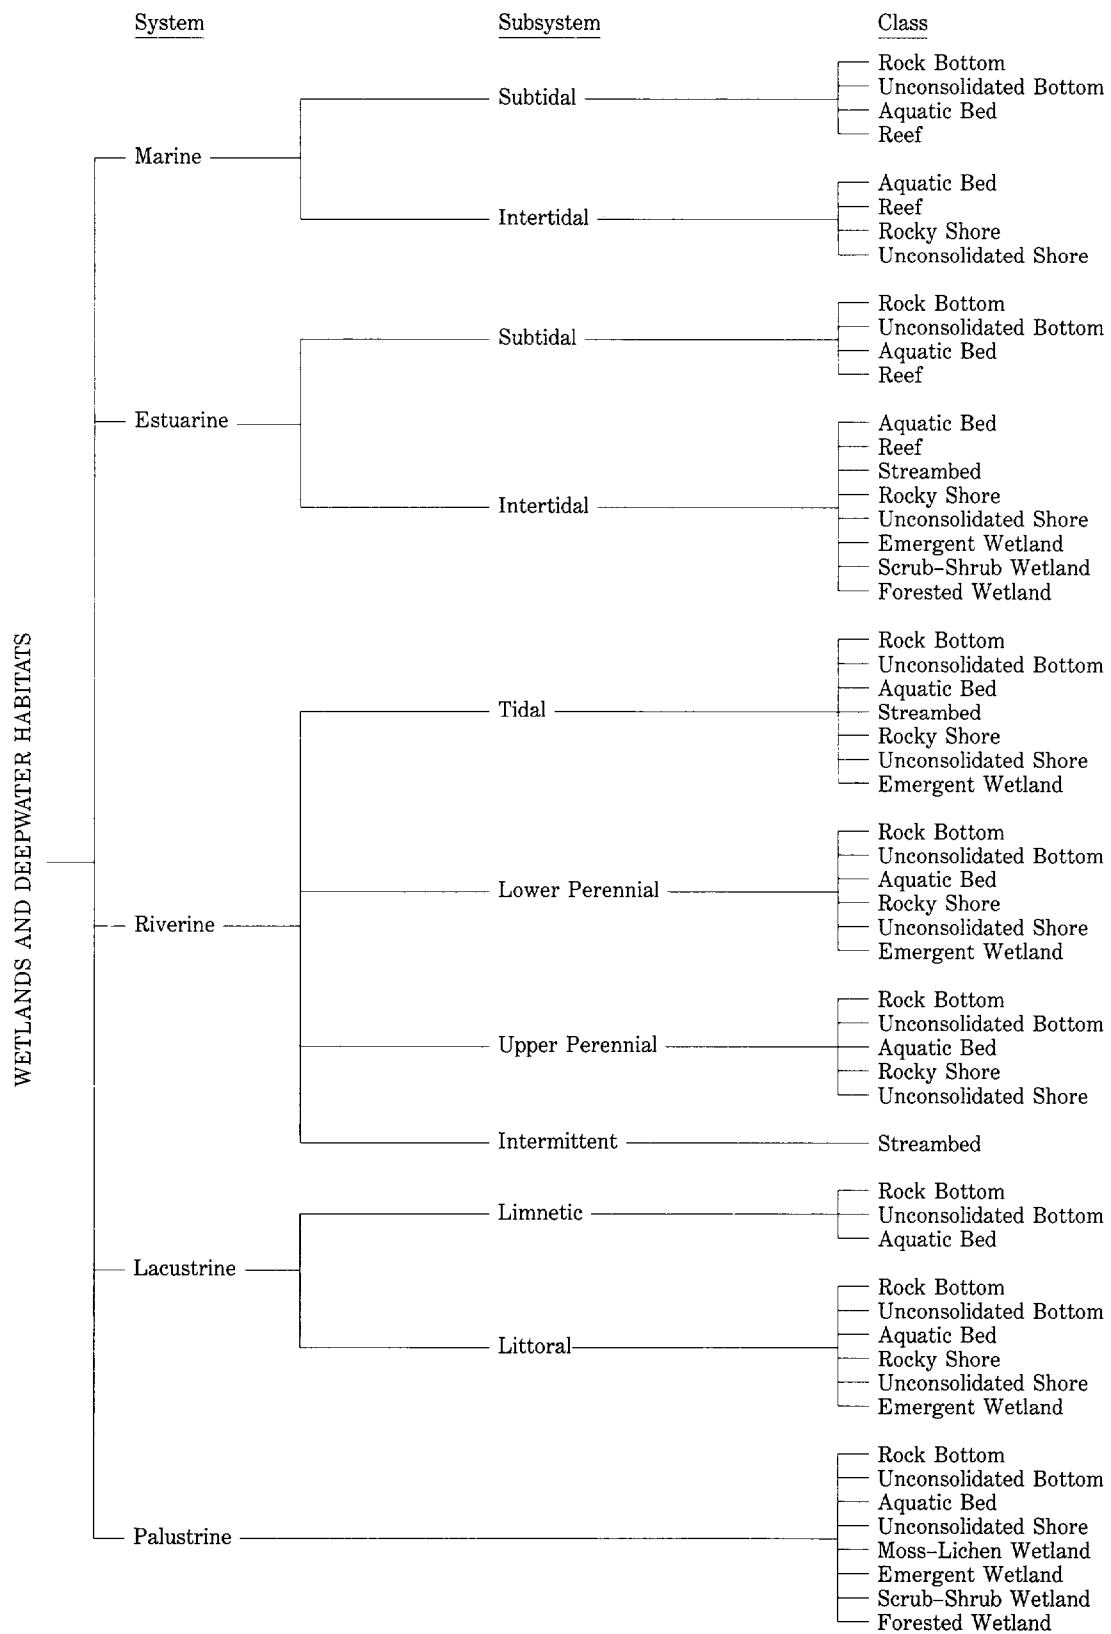 System Subsystem Class
Rock Bottom
Unconsolidated Bottom
Subtidal
Aquatic Bed
Reef
Marine
Aquatic Bed
Reef
Intertidal
Rocky Shore
Unconsolidated Shore
Rock Bottom
Unconsolidated Bottom
Subtidal
Aquatic Bed
Reef
Estuarine
Aquatic Bed
Reef
Streambed
Rocky Shore
Intertidal
Unconsolidated Shore
Emergent Wetland
Scrub–Shrub Wetland
Forested Wetland
WETLANDS AND DEEPWATER HABITATS
Rock Bottom
Unconsolidated Bottom
Aquatic Bed
Tidal
Streambed
Rocky Shore
Unconsolidated Shore
Emergent Wetland
Rock Bottom
Unconsolidated Bottom
Aquatic Bed
Lower Perennial
Rocky Shore
Unconsolidated Shore
Emergent Wetland
Riverine
Rock Bottom
Unconsolidated Bottom
Upper Perennial
Aquatic Bed
Rocky Shore
Unconsolidated Shore
Intermittent
Streambed
Rock Bottom
Limnetic
Unconsolidated Bottom
Aquatic Bed
Lacustrine
Rock Bottom
Unconsolidated Bottom
Aquatic Bed
Littoral
Rocky Shore
Unconsolidated Shore
Emergent Wetland
Rock Bottom
Unconsolidated Bottom
Aquatic Bed
Unconsolidated Shore
Palustrine
Moss–Lichen Wetland
Emergent Wetland
Scrub–Shrub Wetland
Forested Wetland